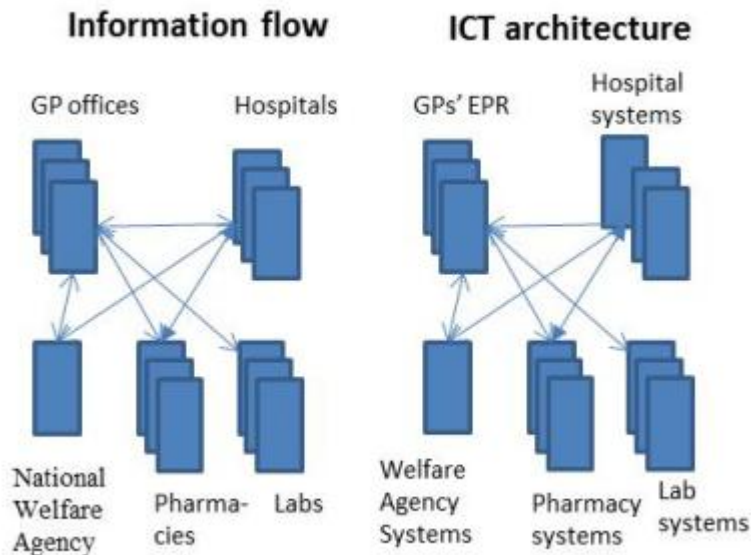 Information flow
ICT architecture
GP offices
Hospitals
GPs' EPR
Hospital
systems
National
Welfare
Agency
Pharma-
cies
Labs
Welfare
Agency
Systems
Pharmacy
systems
Lab
systems